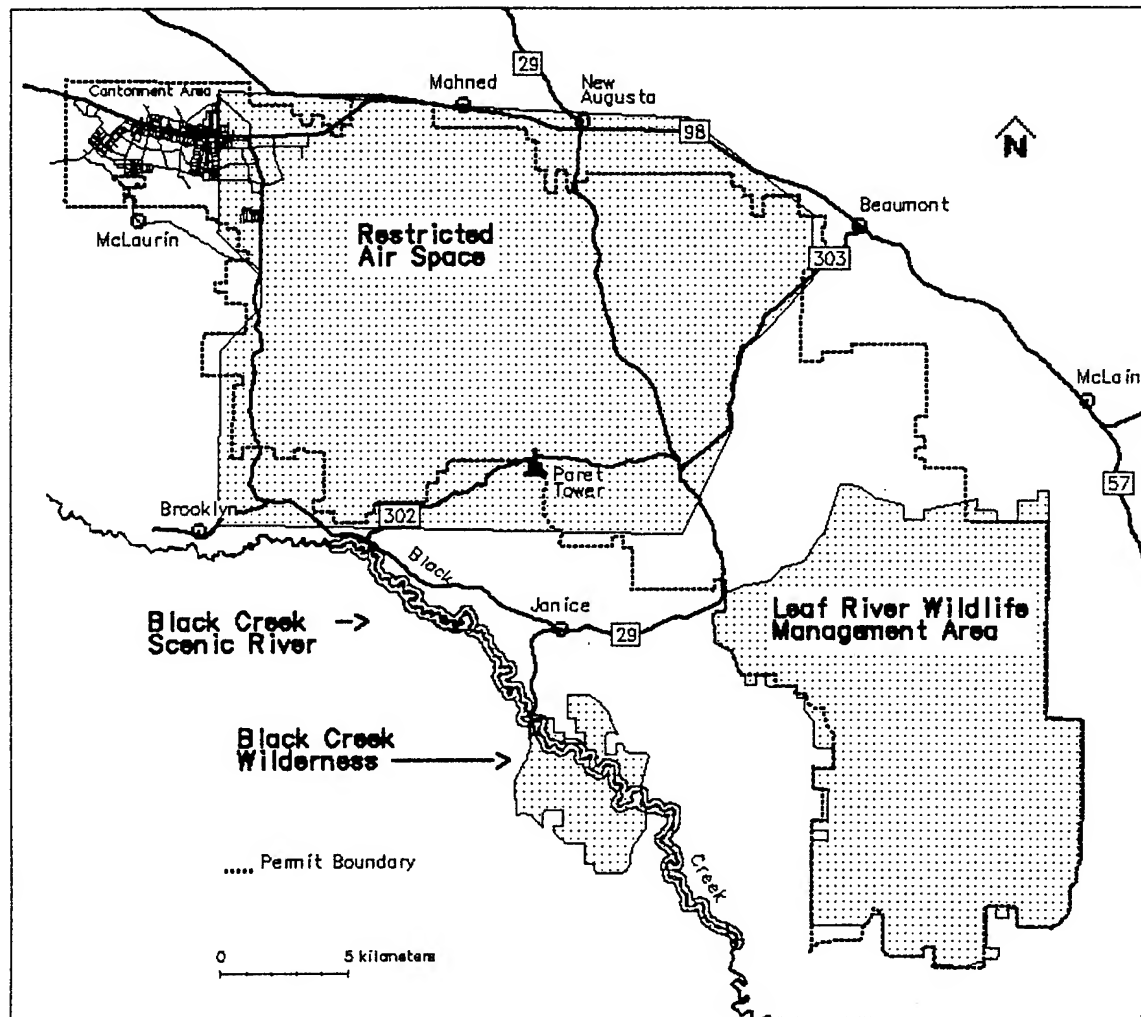 29
Mahned
New
Augusta
Cantonment Area
98
N
Beaumont
McLaurin
Restricted
Air Space
303
McLain
Paret
Tower
57
Brooklyn
302
Black
Janice
Leaf River Wildlife
Management Area
Black Creek ->
Scenic River
29
Black Creek
Wilderness
Permit Boundary
Creek
0 5 kilometers